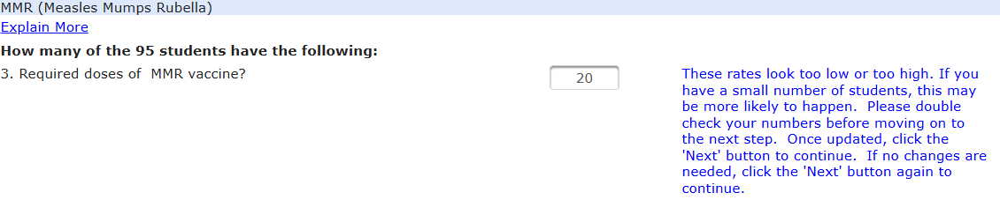 MMR (Measles Mumps Rubella)
Explain More
How many of the 95 students have the following:
3. Required doses of  MMR vaccine?
20
These rates look too low or too high. If you
have a small number of students, this may
be more likely to happen.  Please double
check your numbers before moving on to
the next step.  Once updated, click the
'Next' button to continue.  If no changes are
needed, click the 'Next' button again to
continue.